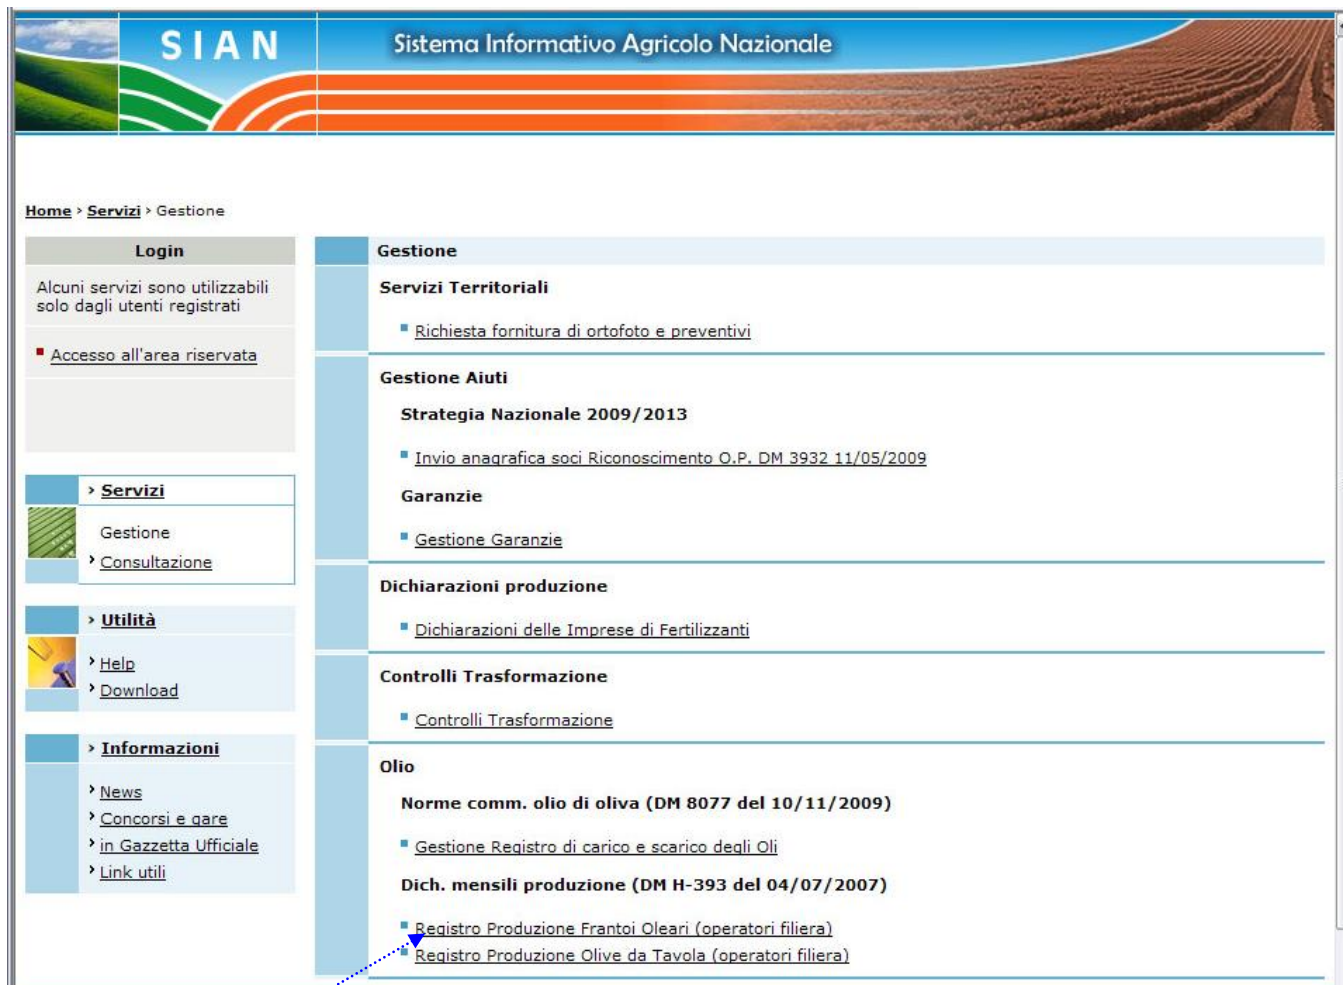 SIAN
Sistema Informativo Agricolo Nazionale
Home › Servizi › Gestione
Login
Alcuni servizi sono utilizzabili
solo dagli utenti registrati
Accesso all'area riservata
› Servizi
Gestione
› Consultazione
› Utilità
› Help
› Download
› Informazioni
› News
› Concorsi e gare
› in Gazzetta Ufficiale
› Link utili
Gestione
Servizi Territoriali
Richiesta fornitura di ortofoto e preventivi
Gestione Aiuti
Strategia Nazionale 2009/2013
Invio anagrafica soci Riconoscimento O.P. DM 3932 11/05/2009
Garanzie
Gestione Garanzie
Dichiarazioni produzione
Dichiarazioni delle Imprese di Fertilizzanti
Controlli Trasformazione
Controlli Trasformazione
Olio
Norme comm. olio di oliva (DM 8077 del 10/11/2009)
Gestione Registro di carico e scarico degli Oli
Dich. mensili produzione (DM H-393 del 04/07/2007)
Registro Produzione Frantoi Oleari (operatori filiera)
Registro Produzione Olive da Tavola (operatori filiera)